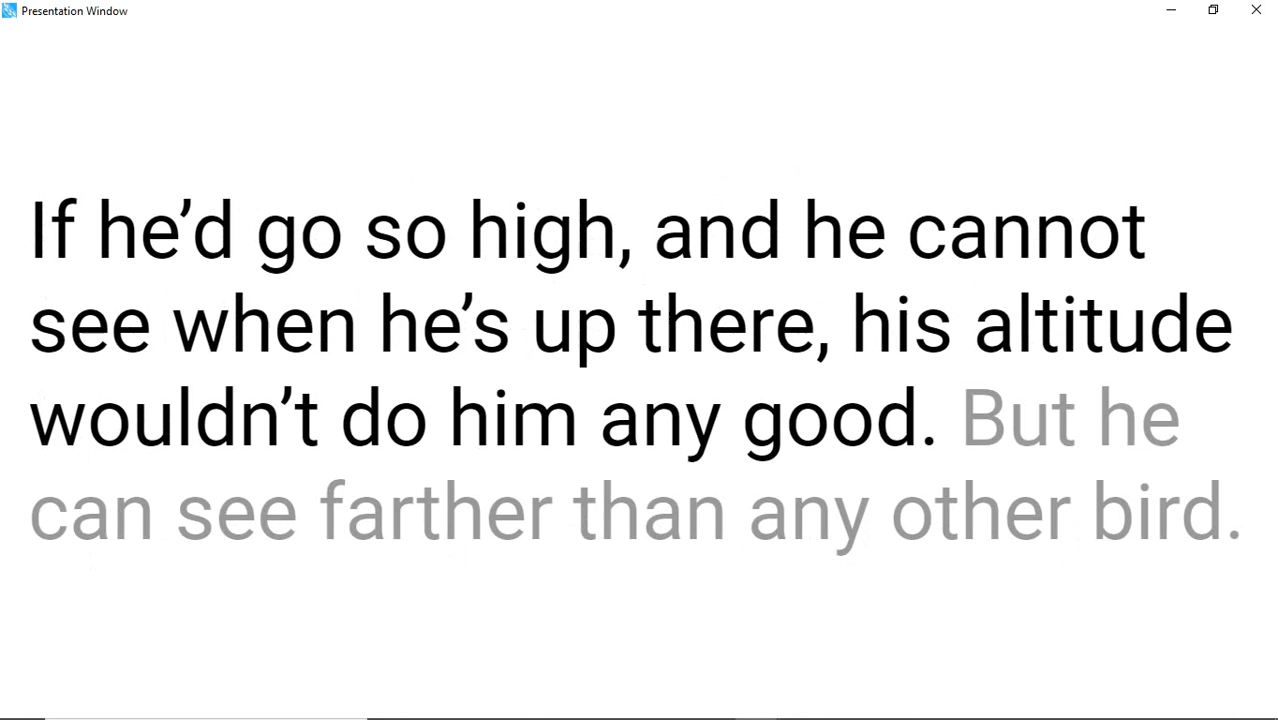 Presentation Window
If he’d go so high, and he cannot
see when he’s up there, his altitude
wouldn’t do him any good. But he
can see farther than any other bird.